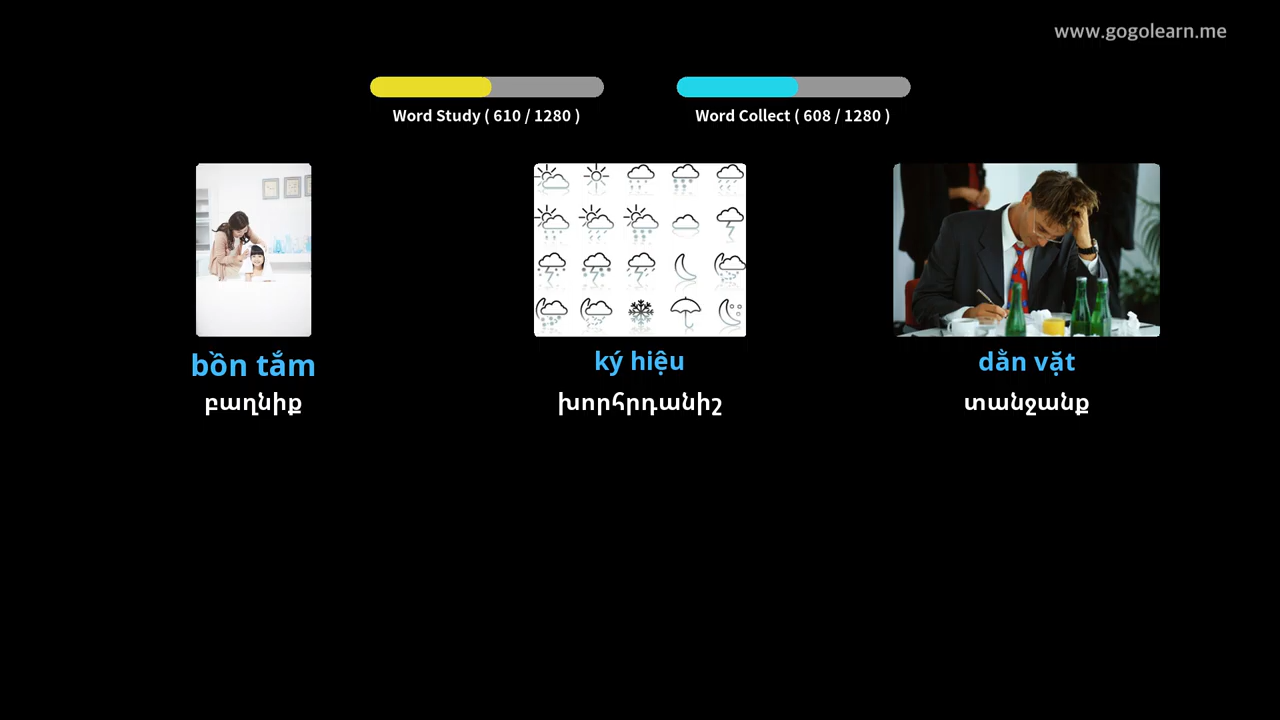 www.gogolearn.me
Word Study ( 610 / 1280 )
Word Collect ( 608 / 1280 )
bồn tắm
բաղնիք
ký hiệu
խորհրդանիշ
dằn vặt
տանջանք